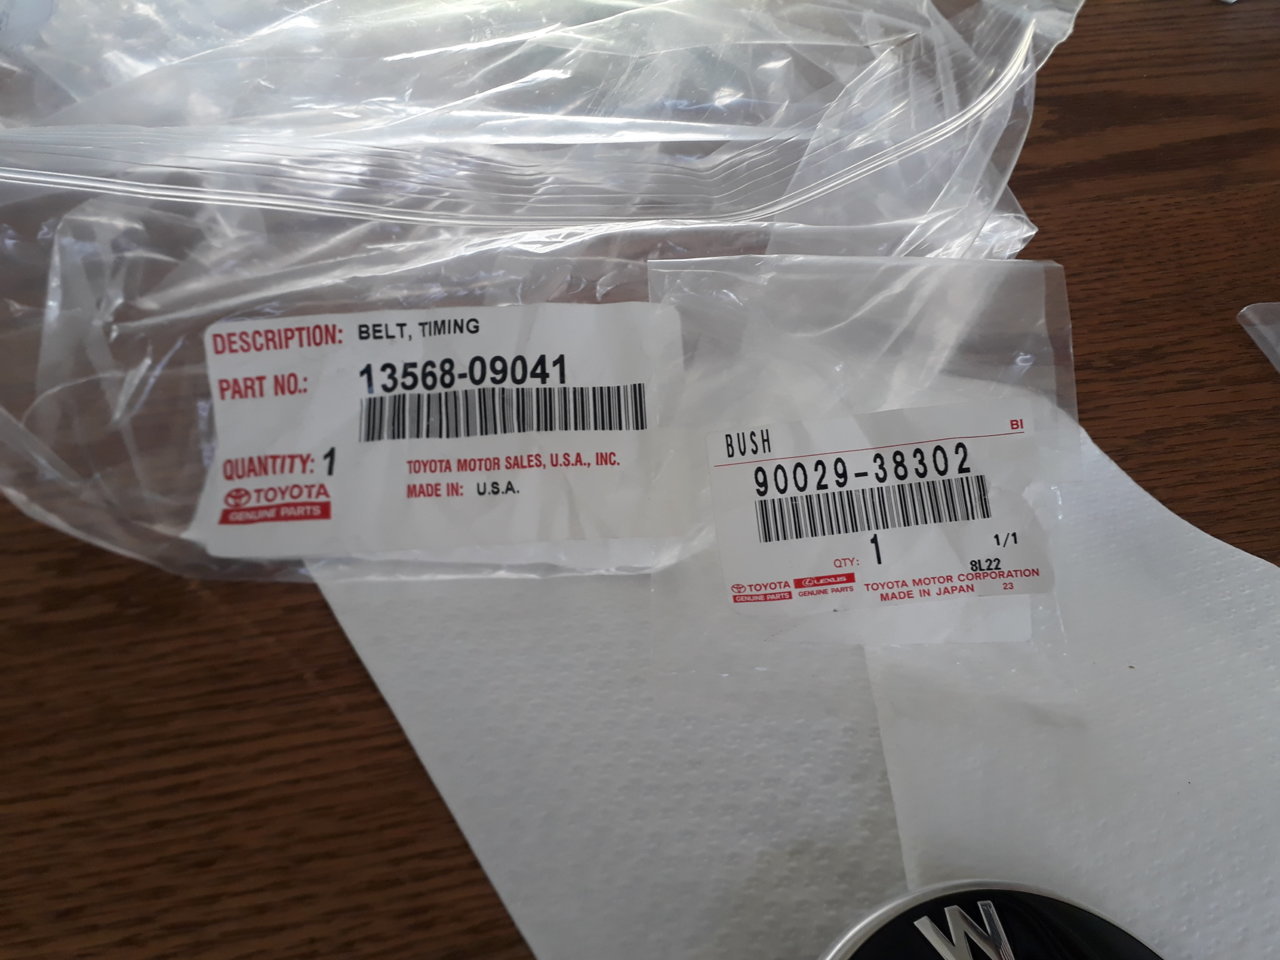 DESCRIPTION: BELT, TIMING
PART NO.: 13568-09041
QUANTITY: 1
TOYOTA MOTOR SALES, U.S.A., INC.
MADE IN: U.S.A.
TOYOTA
GENUINE PARTS
BUSH
BI
90029-38302
QTY: 1
1/1
8L22
TOYOTA
GENUINE PARTS
LEXUS
GENUINE PARTS
TOYOTA MOTOR CORPORATION
MADE IN JAPAN 23